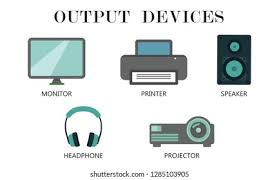 OUTPUT DEVICES
MONITOR
PRINTER
SPEAKER
HEADPHONE
PROJECTOR
shutterstock.com · 1285103905